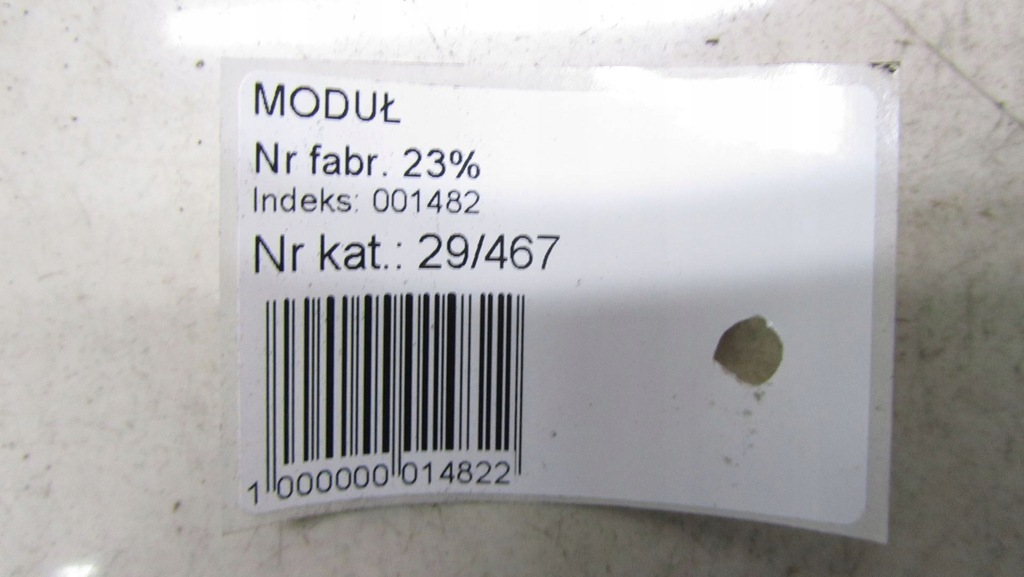 MODUŁ
Nr fabr. 23%
Indeks: 001482
Nr kat.: 29/467
1 000000 014822